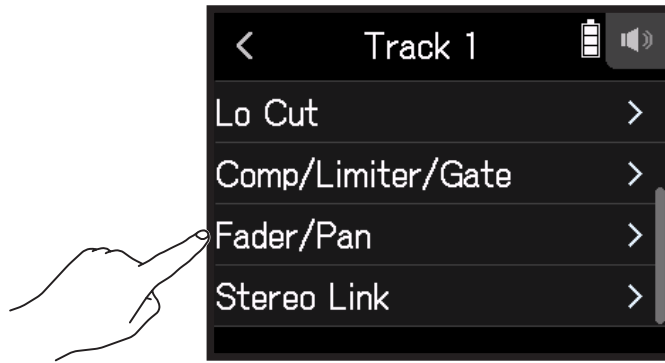 Track 1
Lo Cut
Comp/Limiter/Gate
Fader/Pan
Stereo Link